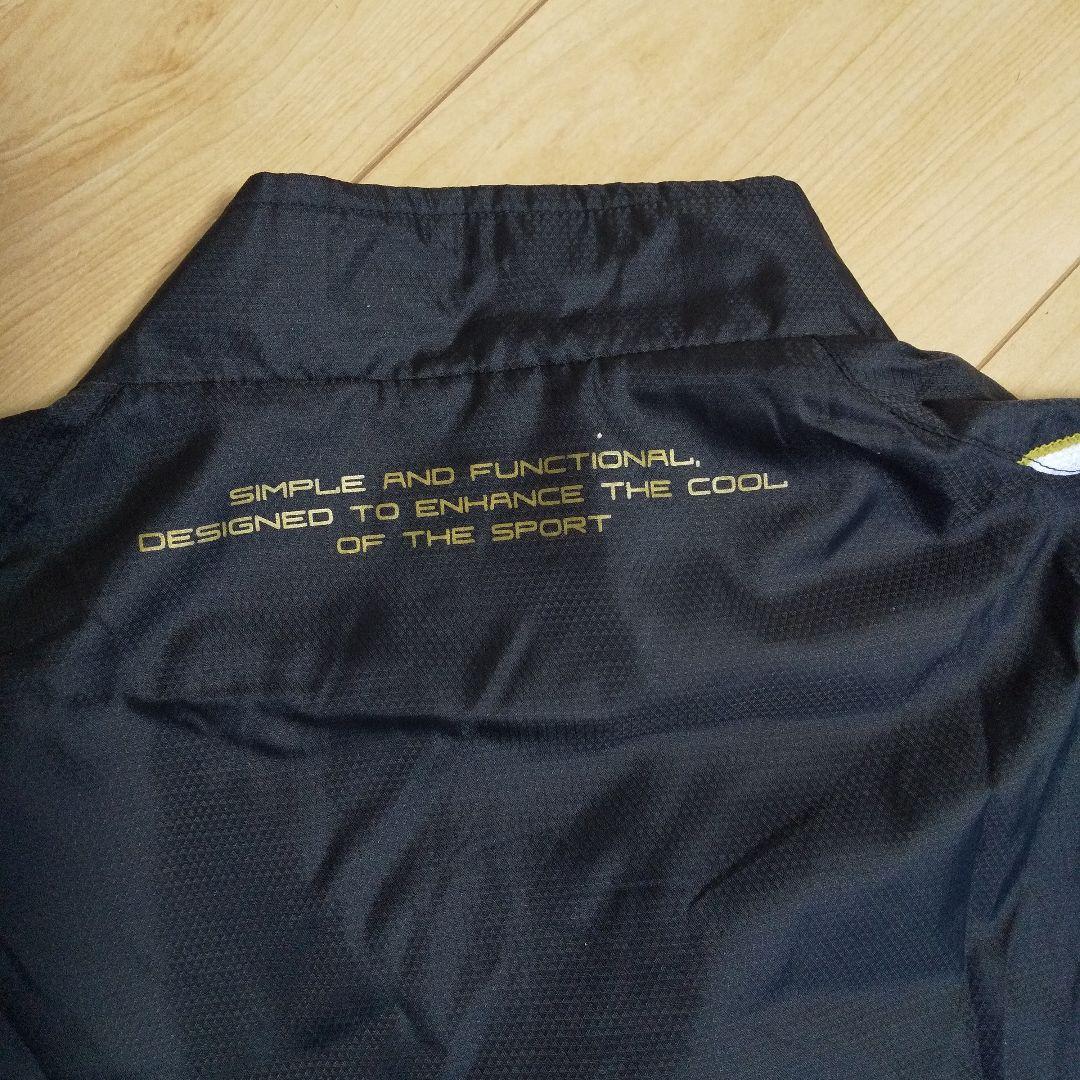 SIMPLE AND FUNCTIONAL,
DESIGNED TO ENHANCE THE COOL
OF THE SPORT